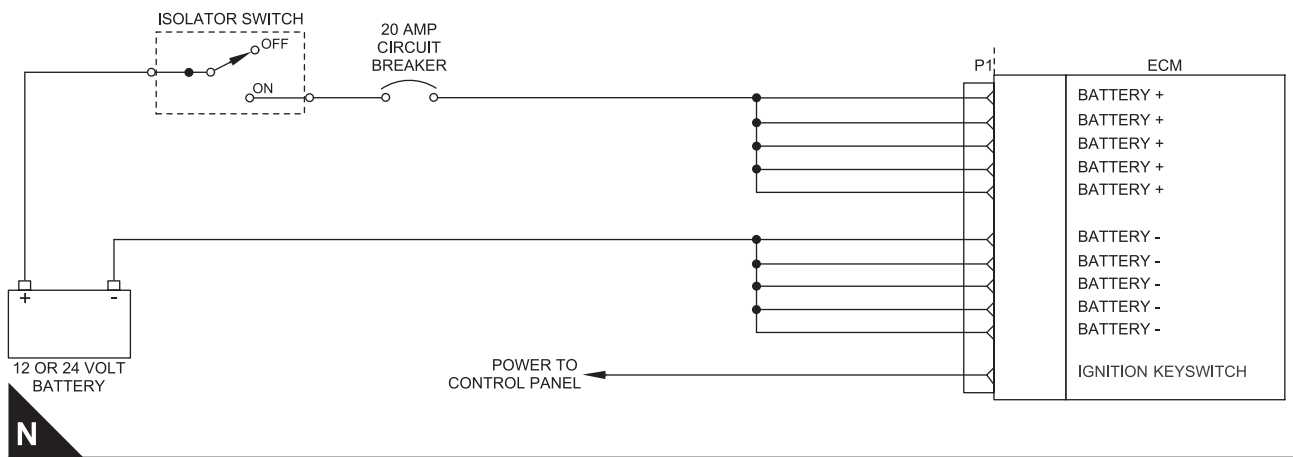 ISOLATOR SWITCH
OFF
ON
20 AMP
CIRCUIT
BREAKER
P1
ECM
BATTERY +
BATTERY +
BATTERY +
BATTERY +
BATTERY +
BATTERY -
BATTERY -
BATTERY -
BATTERY -
BATTERY -
IGNITION KEYSWITCH
+ -
12 OR 24 VOLT
BATTERY
POWER TO
CONTROL PANEL
N